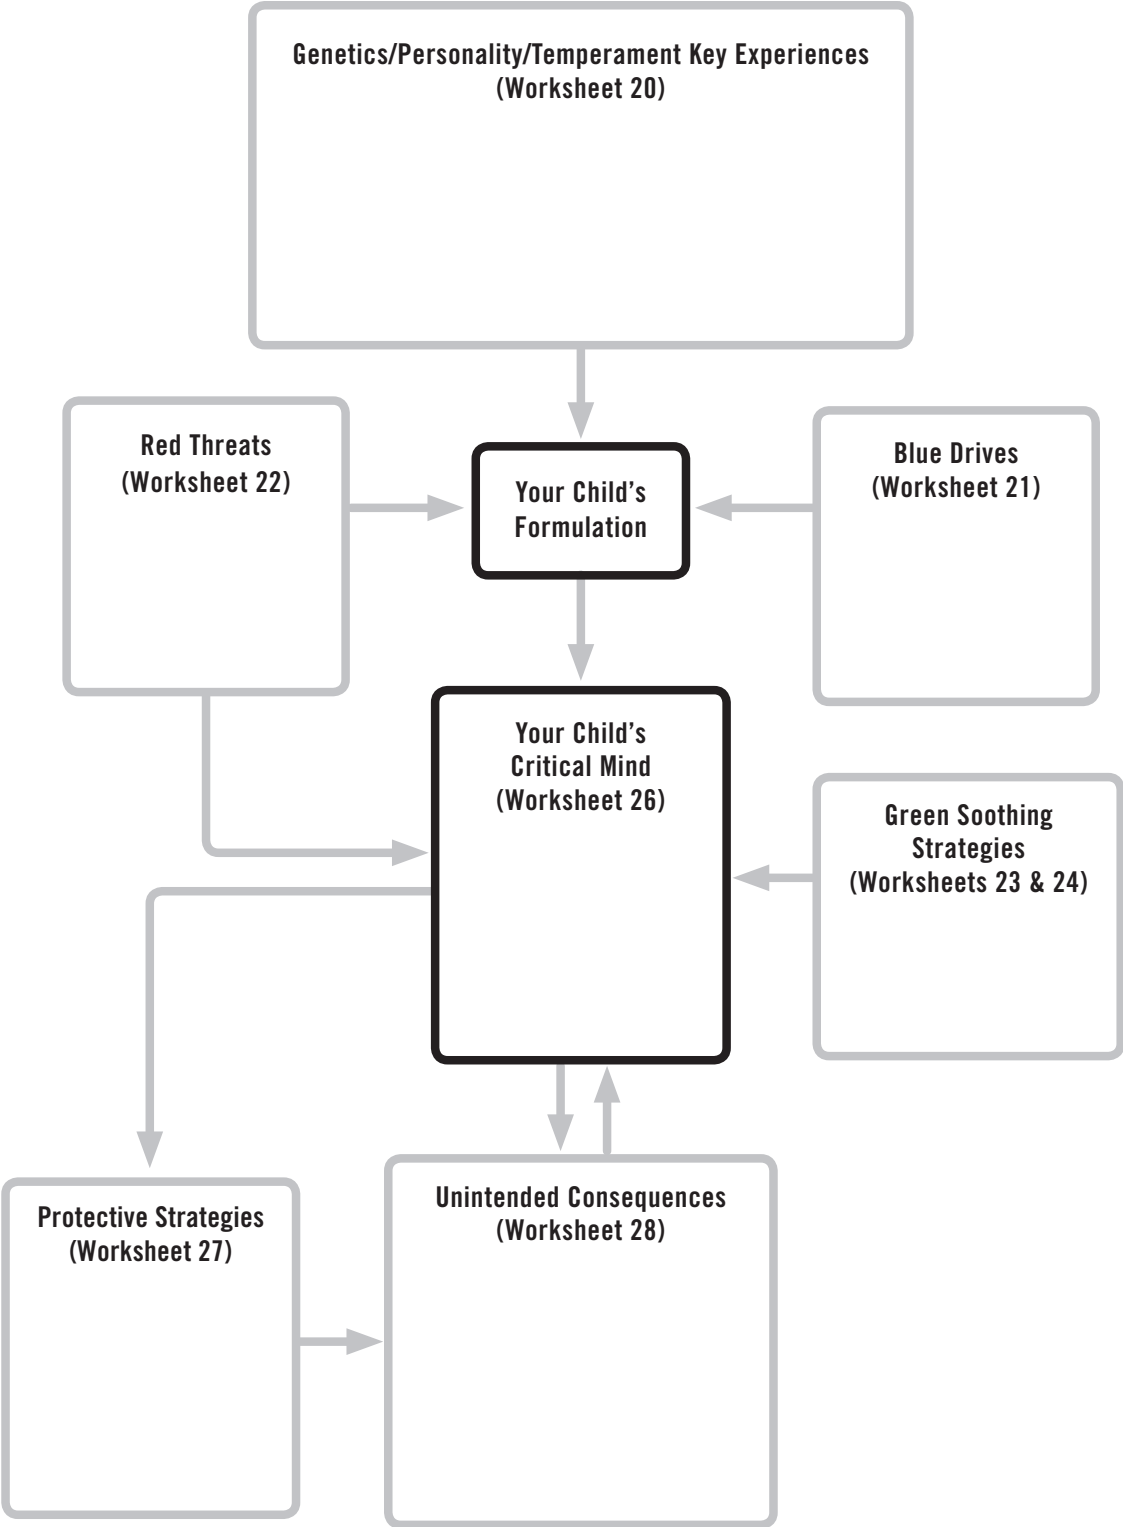 Genetics/Personality/Temperament Key Experiences
(Worksheet 20)
Red Threats
(Worksheet 22)
Your Child’s
Formulation
Blue Drives
(Worksheet 21)
Your Child’s
Critical Mind
(Worksheet 26)
Green Soothing
Strategies
(Worksheets 23 & 24)
Protective Strategies
(Worksheet 27)
Unintended Consequences
(Worksheet 28)